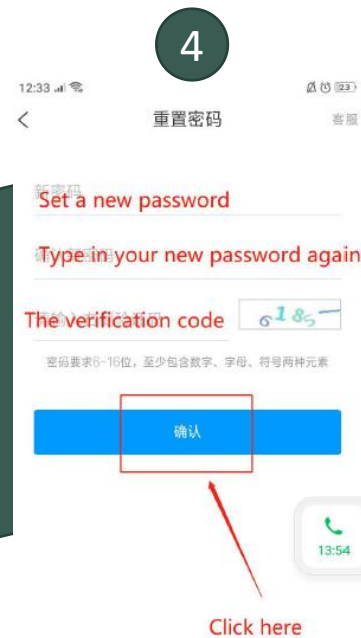 4
12:33
23
重置密码
客服
Set a new password
Type in your new password again
The verification code
6185
密码要求6-16位，至少包含数字、字母、符号两种元素
确认
13:54
Click here